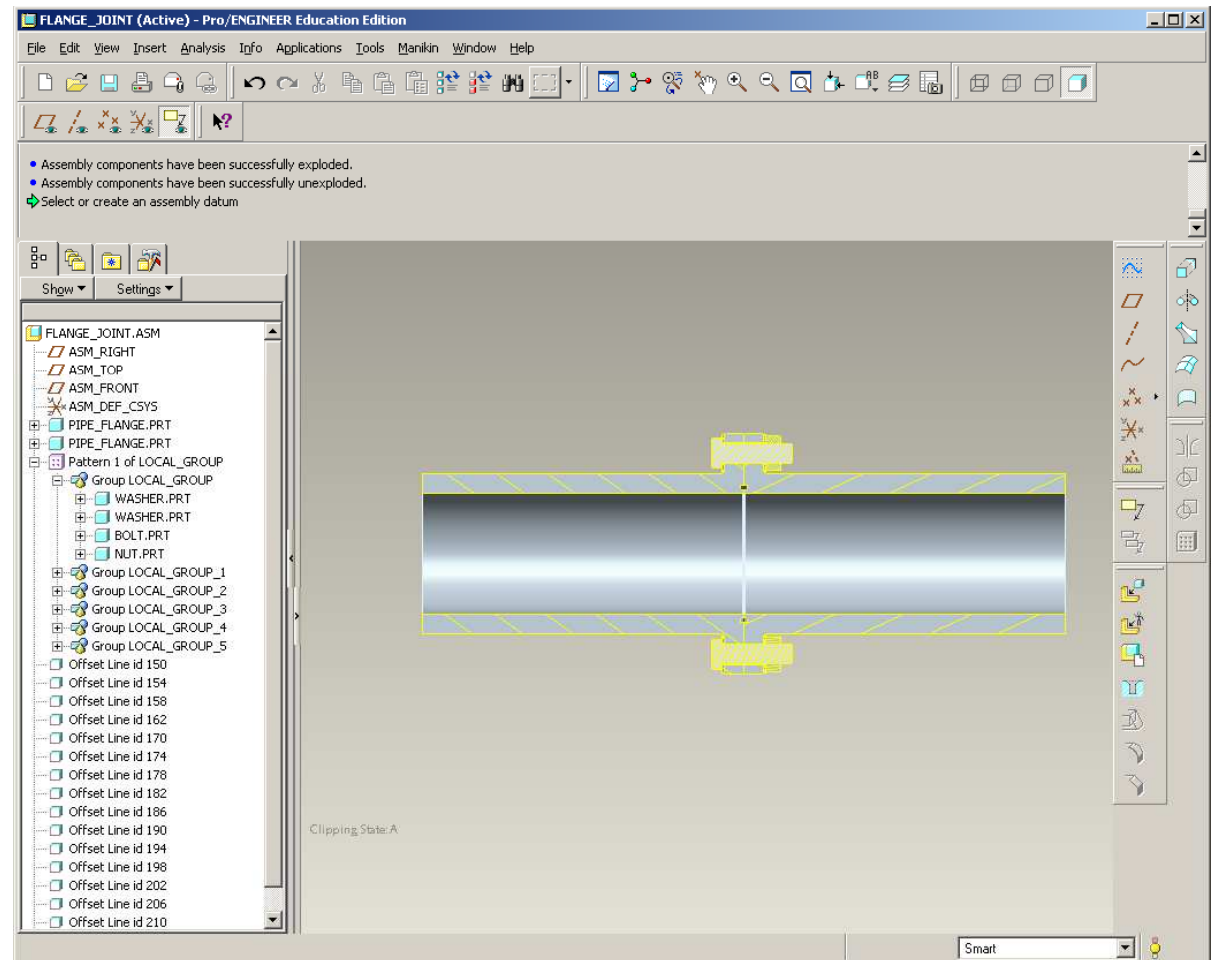 FLANGE_JOINT (Active) - Pro/ENGINEER Education Edition
File Edit View Insert Analysis Info Applications Tools Manikin Window Help
Assembly components have been successfully exploded.
Assembly components have been successfully unexploded.
Select or create an assembly datum
Show Settings
FLANGE_JOINT.ASM
ASM_RIGHT
ASM_TOP
ASM_FRONT
ASM_DEF_CSYS
PIPE_FLANGE.PRT
PIPE_FLANGE.PRT
Pattern 1 of LOCAL_GROUP
Group LOCAL_GROUP
WASHER.PRT
WASHER.PRT
BOLT.PRT
NUT.PRT
Group LOCAL_GROUP_1
Group LOCAL_GROUP_2
Group LOCAL_GROUP_3
Group LOCAL_GROUP_4
Group LOCAL_GROUP_5
Offset Line id 150
Offset Line id 154
Offset Line id 158
Offset Line id 162
Offset Line id 170
Offset Line id 174
Offset Line id 178
Offset Line id 182
Offset Line id 186
Offset Line id 190
Offset Line id 194
Offset Line id 198
Offset Line id 202
Offset Line id 206
Offset Line id 210
Clipping State:A
Smart